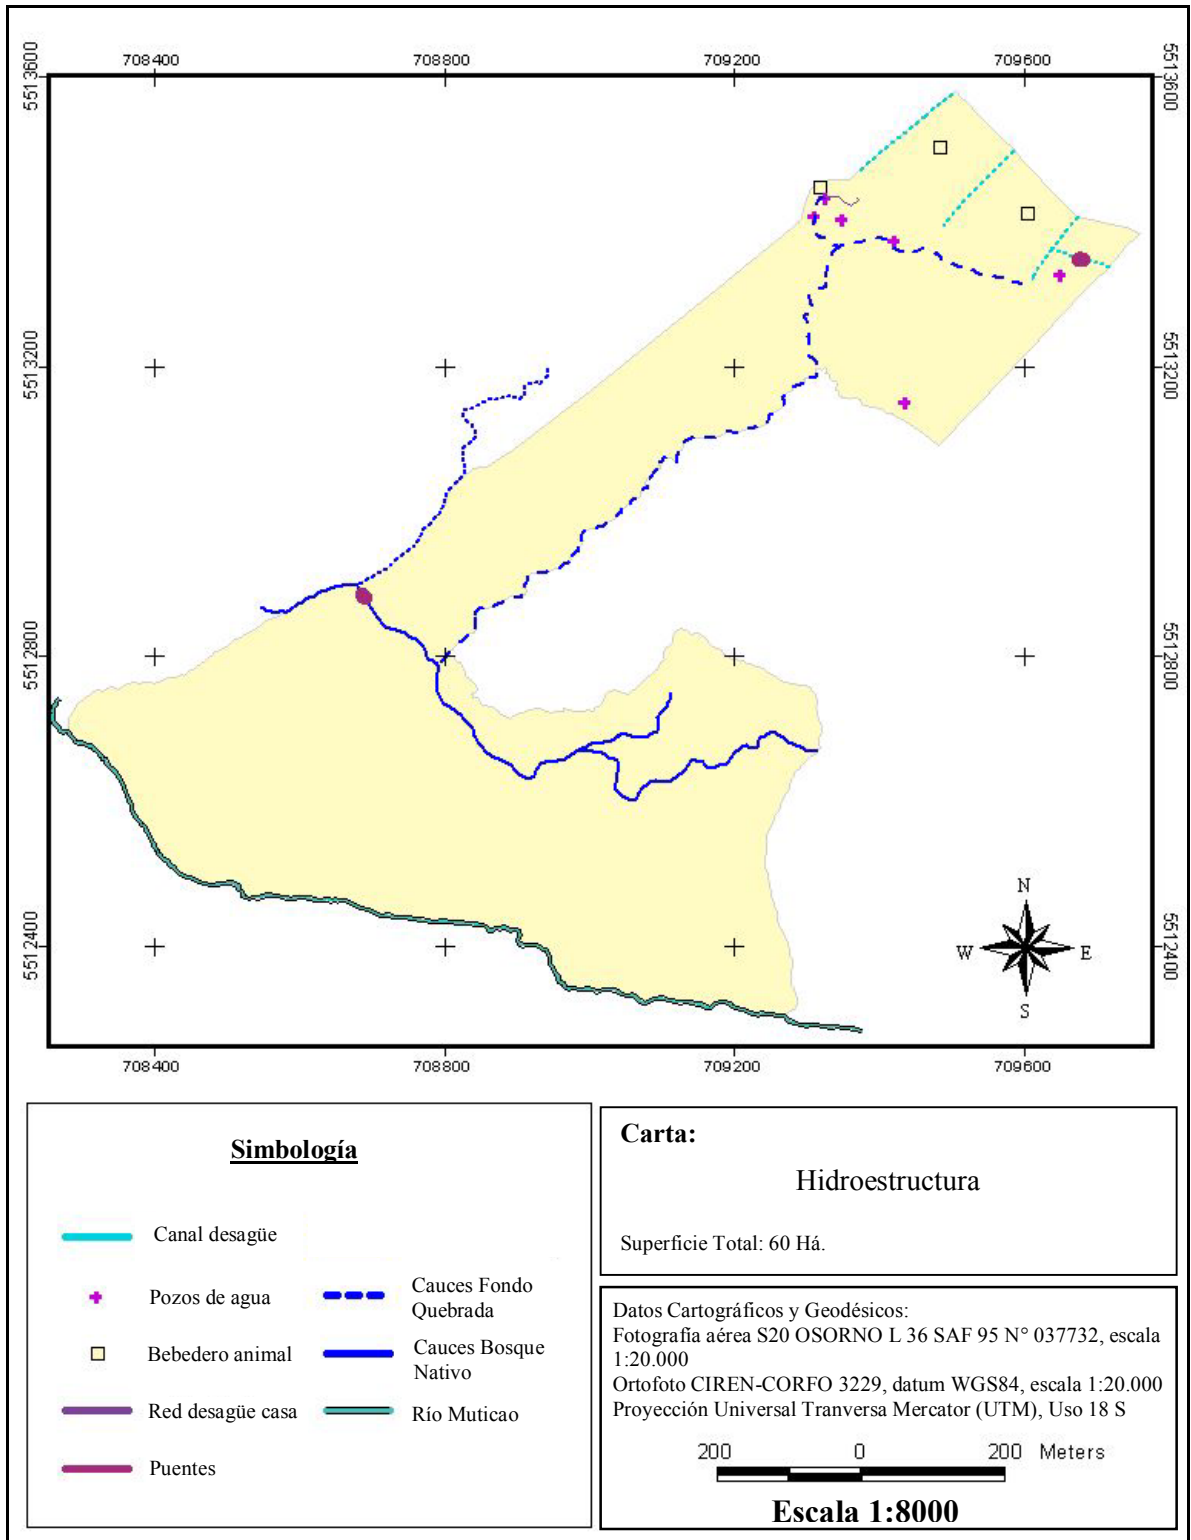 708400 708800 709200 709600
5513600 5513600
5513200 5513200
5512800 5512800
5512400 5512400
N
W E
S
708400 708800 709200 709600
Simbología
Canal desagüe
Pozos de agua
Bebedero animal
Red desagüe casa
Puentes
Cauces Fondo
Quebrada
Cauces Bosque
Nativo
Río Muticao
Carta:
Hidroestructura
Superficie Total: 60 Há.
Datos Cartográficos y Geodésicos:
Fotografía aérea S20 OSORNO L 36 SAF 95 N° 037732, escala
1:20.000
Ortofoto CIREN-CORFO 3229, datum WGS84, escala 1:20.000
Proyección Universal Tranversa Mercator (UTM), Uso 18 S
200 0 200 Meters
Escala 1:8000